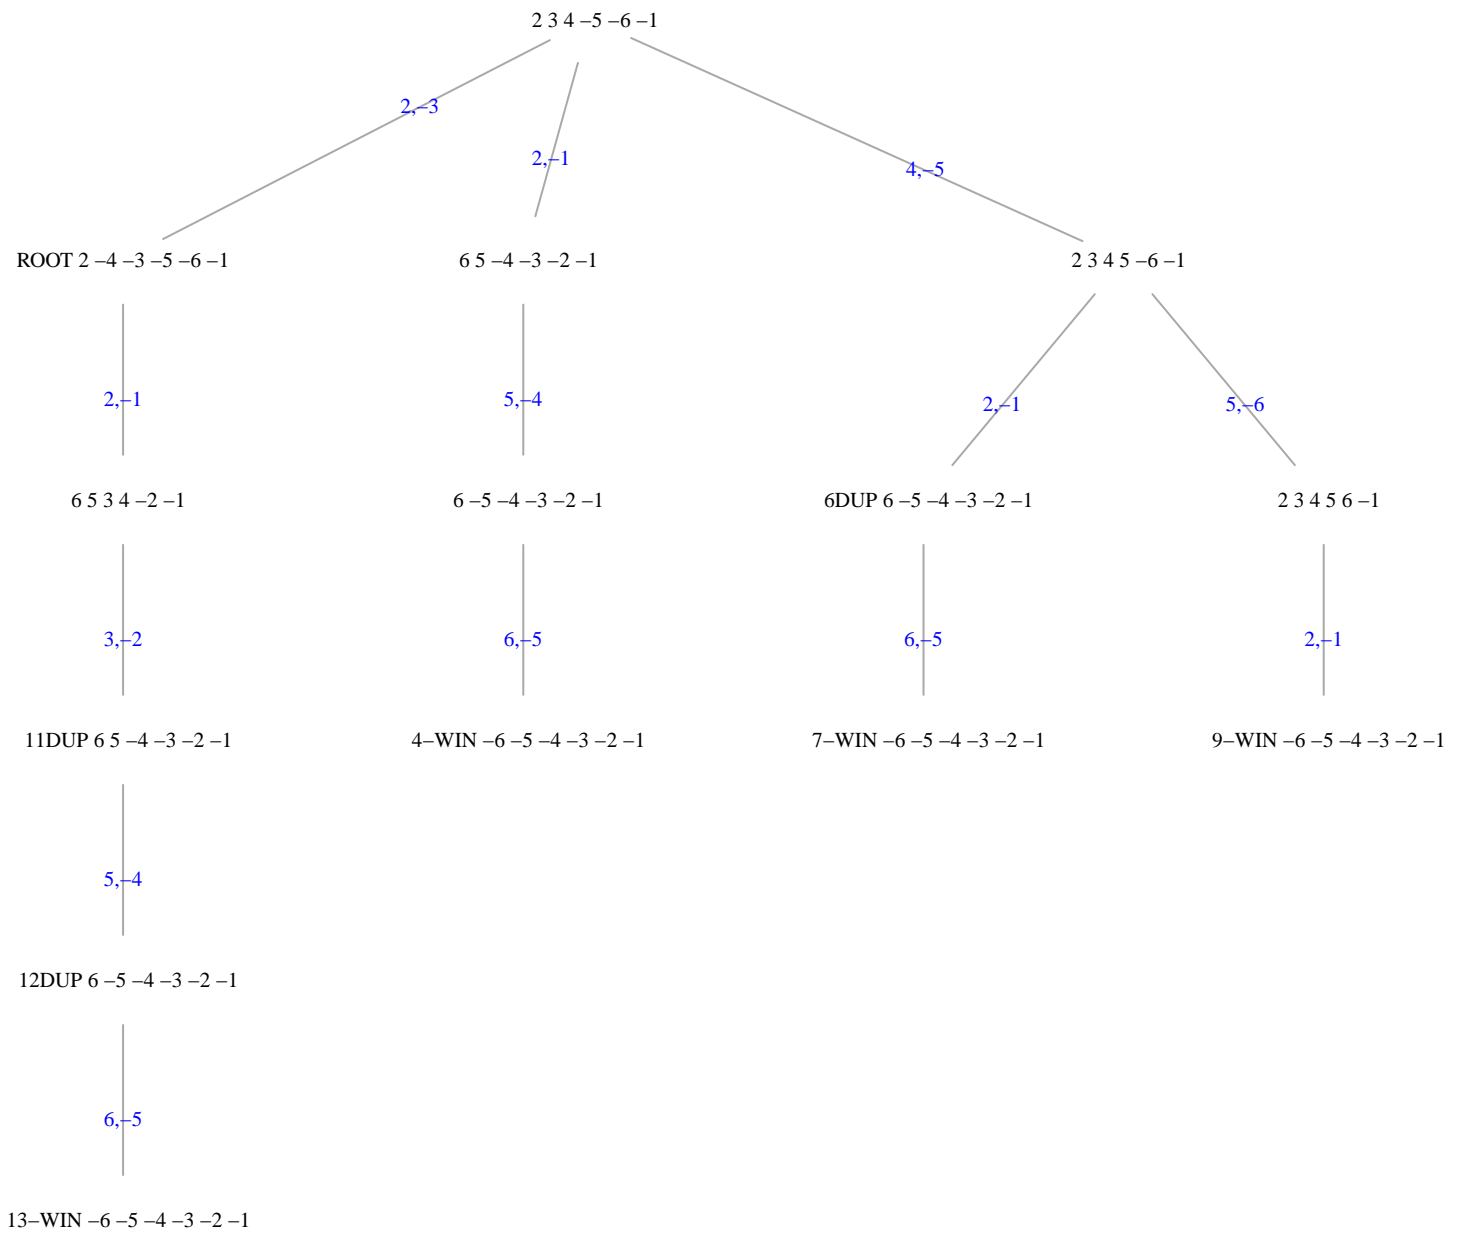 2 3 4 –5 –6 –1
2,–3
2,–1
4,–5
ROOT 2 –4 –3 –5 –6 –1
6 5 –4 –3 –2 –1
2 3 4 5 –6 –1
2,–1
5,–4
2,–1
5,–6
6 5 3 4 –2 –1
6 –5 –4 –3 –2 –1
6DUP 6 –5 –4 –3 –2 –1
2 3 4 5 6 –1
3,–2
6,–5
6,–5
2,–1
11DUP 6 5 –4 –3 –2 –1
4–WIN –6 –5 –4 –3 –2 –1
7–WIN –6 –5 –4 –3 –2 –1
9–WIN –6 –5 –4 –3 –2 –1
5,–4
12DUP 6 –5 –4 –3 –2 –1
6,–5
13–WIN –6 –5 –4 –3 –2 –1